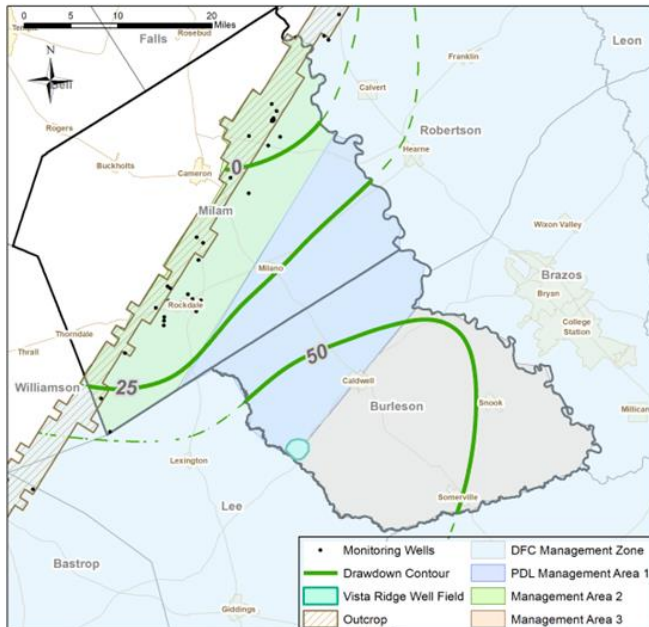 0 10 20
Miles
Falls
Rosebud
Leon
N
Franklin
Bell
Calvert
Rogers
Robertson
Buckholts
Hearne
0
Cameron
Milam
Wixon Valley
Milano
Brazos
Rockdale
Bryan
Thorndale
College
Station
Thrall
50
Williamson
25
Caldwell
Burleson
Snook
Millican
Lexington
Somerville
Lee
Bastrop
Giddings
Monitoring Wells
Drawdown Contour
Vista Ridge Well Field
Outcrop
DFC Management Zone
PDL Management Area 1
Management Area 2
Management Area 3